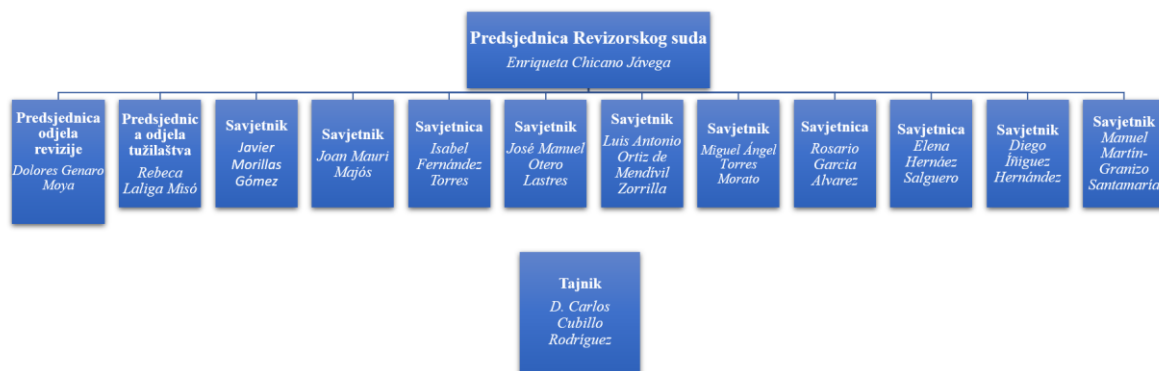 Predsjednica Revizorskog suda
Enriqueta Chicano Jávega
Predsjednica
odjela
revizije
Dolores Genaro
Moya
Predsjednic
a odjela
tužilaštva
Rebeca
Laliga Misó
Savjetnik
Javier
Morillas
Gómez
Savjetnik
Joan Mauri
Majós
Savjetnica
Isabel
Fernández
Torres
Savjetnik
José Manuel
Otero
Lastres
Savjetnik
Luis Antonio
Ortiz de
Mendívil
Zorrilla
Savjetnik
Miguel Ángel
Torres
Morato
Savjetnica
Rosario
Garcia
Alvarez
Savjetnica
Elena
Hernáez
Salguero
Savjetnik
Diego
Íñiguez
Hernández
Savjetnik
Manuel
Martín-
Granizo
Santamaría
Tajnik
D. Carlos
Cubillo
Rodriguez